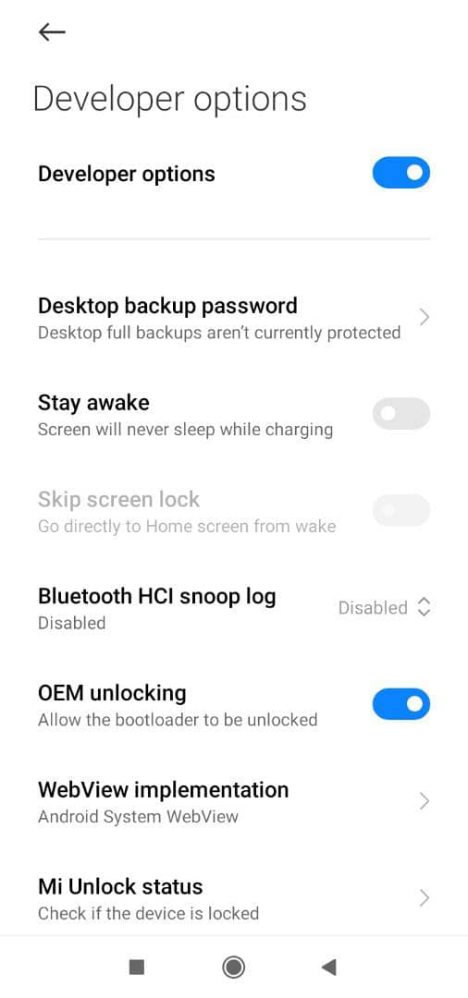 Developer options
Developer options
Desktop backup password
Desktop full backups aren't currently protected
Stay awake
Screen will never sleep while charging
Skip screen lock
Go directly to Home screen from wake
Bluetooth HCI snoop log
Disabled
Disabled
OEM unlocking
Allow the bootloader to be unlocked
WebView implementation
Android System WebView
Mi Unlock status
Check if the device is locked